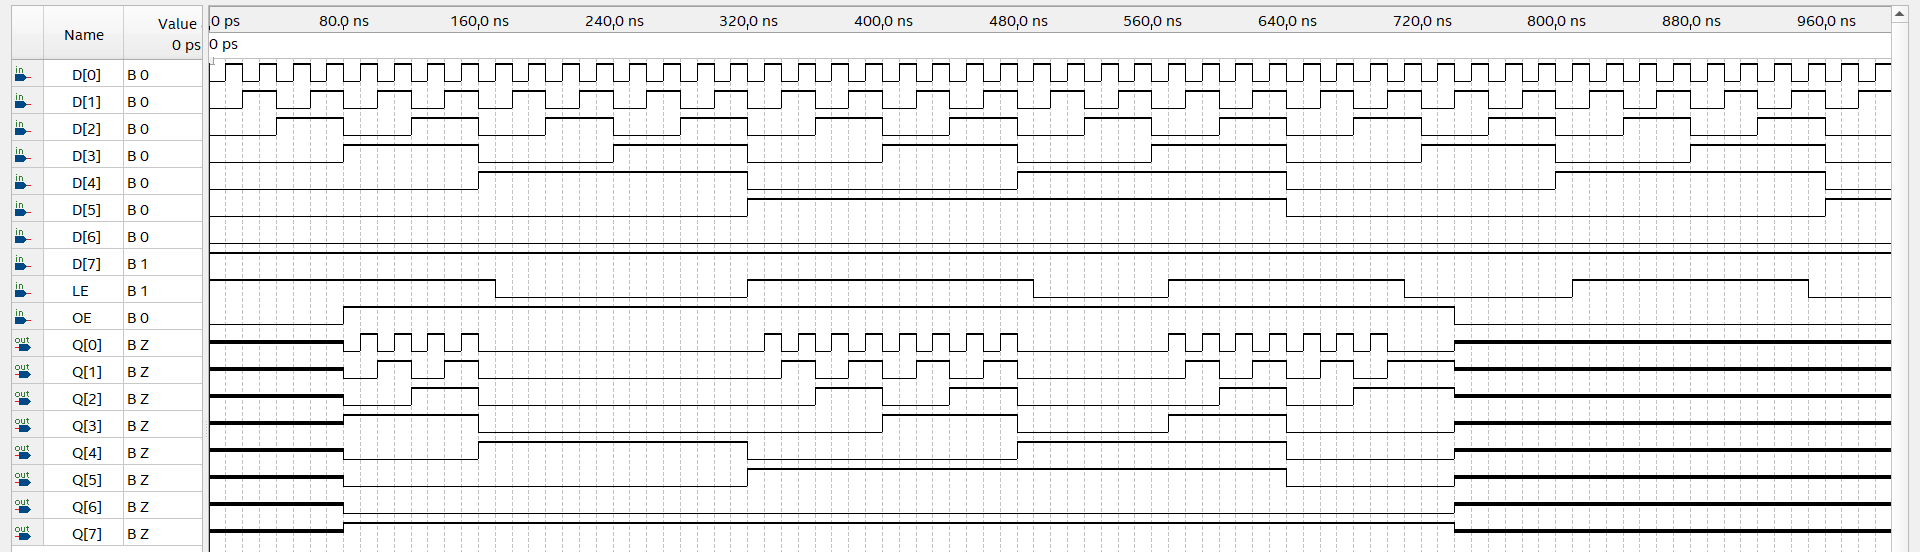 Name Value 0 ps 80.0 ns 160.0 ns 240.0 ns 320.0 ns 400.0 ns 480.0 ns 560.0 ns 640.0 ns 720.0 ns 800.0 ns 880.0 ns 960.0 ns
0 ps 0 ps
in D[0] B 0
in D[1] B 0
in D[2] B 0
in D[3] B 0
in D[4] B 0
in D[5] B 0
in D[6] B 0
in D[7] B 1
in LE B 1
in OE B 0
out Q[0] B Z
out Q[1] B Z
out Q[2] B Z
out Q[3] B Z
out Q[4] B Z
out Q[5] B Z
out Q[6] B Z
out Q[7] B Z